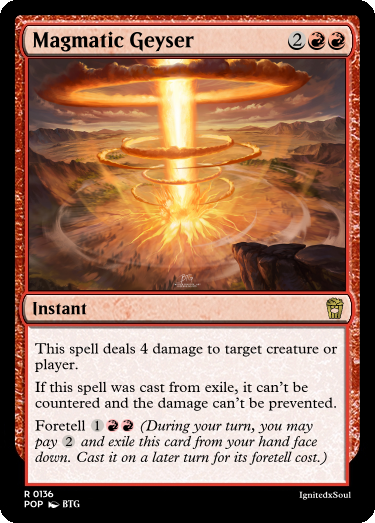 Magmatic Geyser 2
Instant
This spell deals 4 damage to target creature or
player.
If this spell was cast from exile, it can't be
countered and the damage can't be prevented.
Foretell 1 (During your turn, you may
pay 2 and exile this card from your hand face
down. Cast it on a later turn for its foretell cost.)
R 0136
POP BTG
IgnitedxSoul